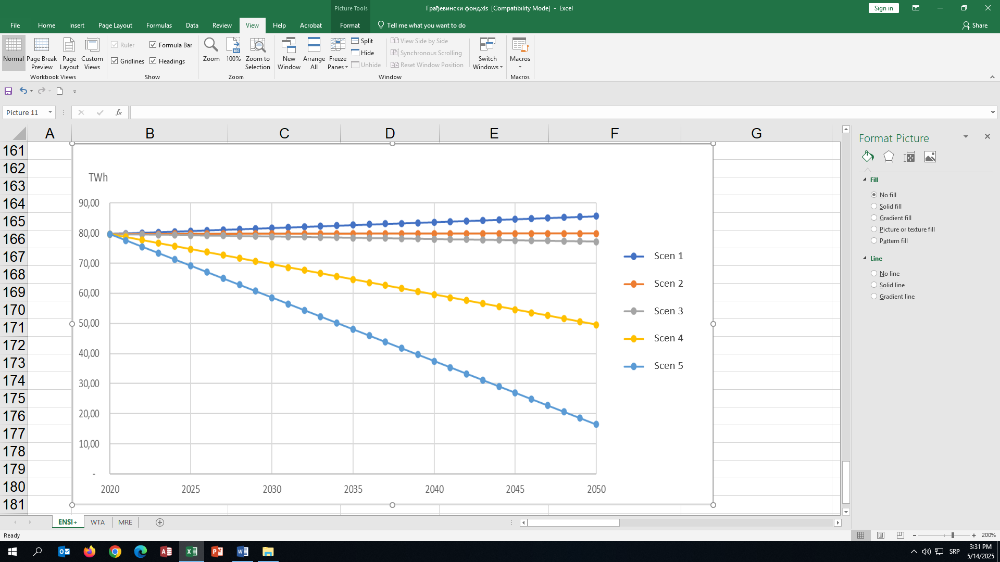 Picture Tools
Грађевински фонд.xls [Compatibility Mode] - Excel
Sign in
File Home Insert Page Layout Formulas Data Review View Help Acrobat Format Tell me what you want to do Share
Normal
Page Break Preview
Page Layout
Custom Views
Workbook Views
Ruler
Formula Bar
Gridlines
Headings
Show
Zoom
100
100%
Zoom to Selection
Zoom
New Window
Arrange All
Freeze Panes
Split
Hide
Unhide
View Side by Side
Synchronous Scrolling
Reset Window Position
Window
Switch Windows
Macros
Macros
Picture 11
fx
A B C D E F G
161
162
163
164
165
166
167
168
169
170
171
172
173
174
175
176
177
178
179
180
181
TWh
90,00
80,00
70,00
60,00
50,00
40,00
30,00
20,00
10,00
-
2020 2025 2030 2035 2040 2045 2050
Scen 1
Scen 2
Scen 3
Scen 4
Scen 5
Format Picture
Fill
No fill
Solid fill
Gradient fill
Picture or texture fill
Pattern fill
Line
No line
Solid line
Gradient line
ENSI+ WTA MRE
Ready
200%
SRP
3:31 PM
5/14/2025